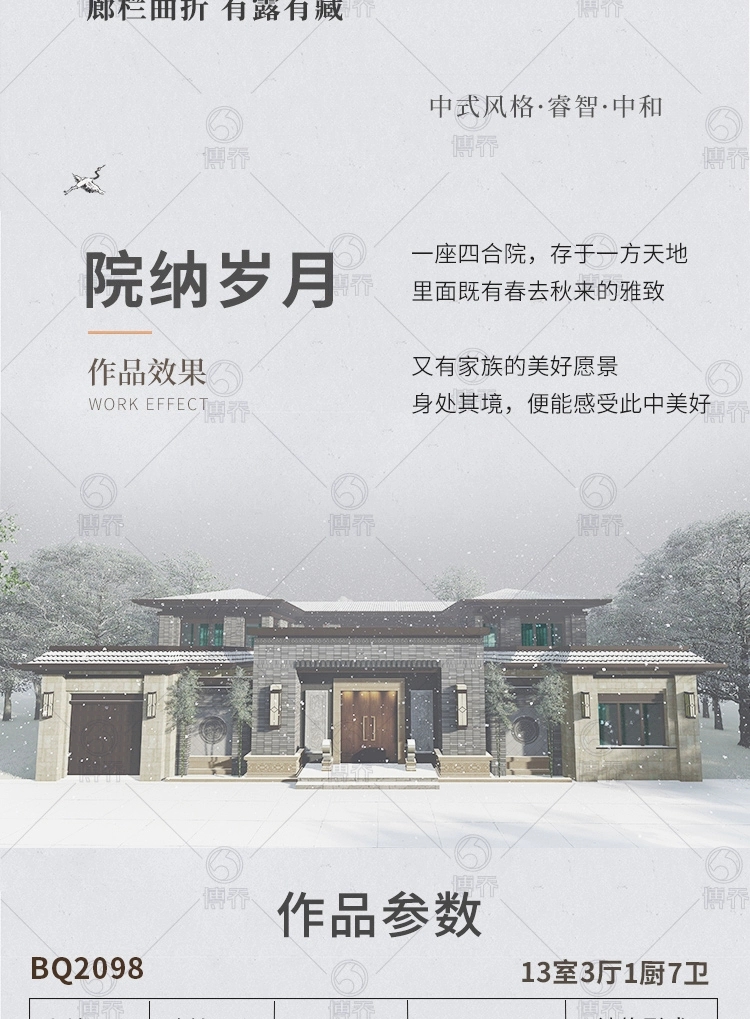 廊栏曲折 有露有藏
中式风格·睿智·中和
院纳岁月
作品效果
WORK EFFECT
一座四合院，存于一方天地
里面既有春去秋来的雅致
又有家族的美好愿景
身处其境，便能感受此中美好
作品参数
BQ2098
13室3厅1厨7卫
博乔